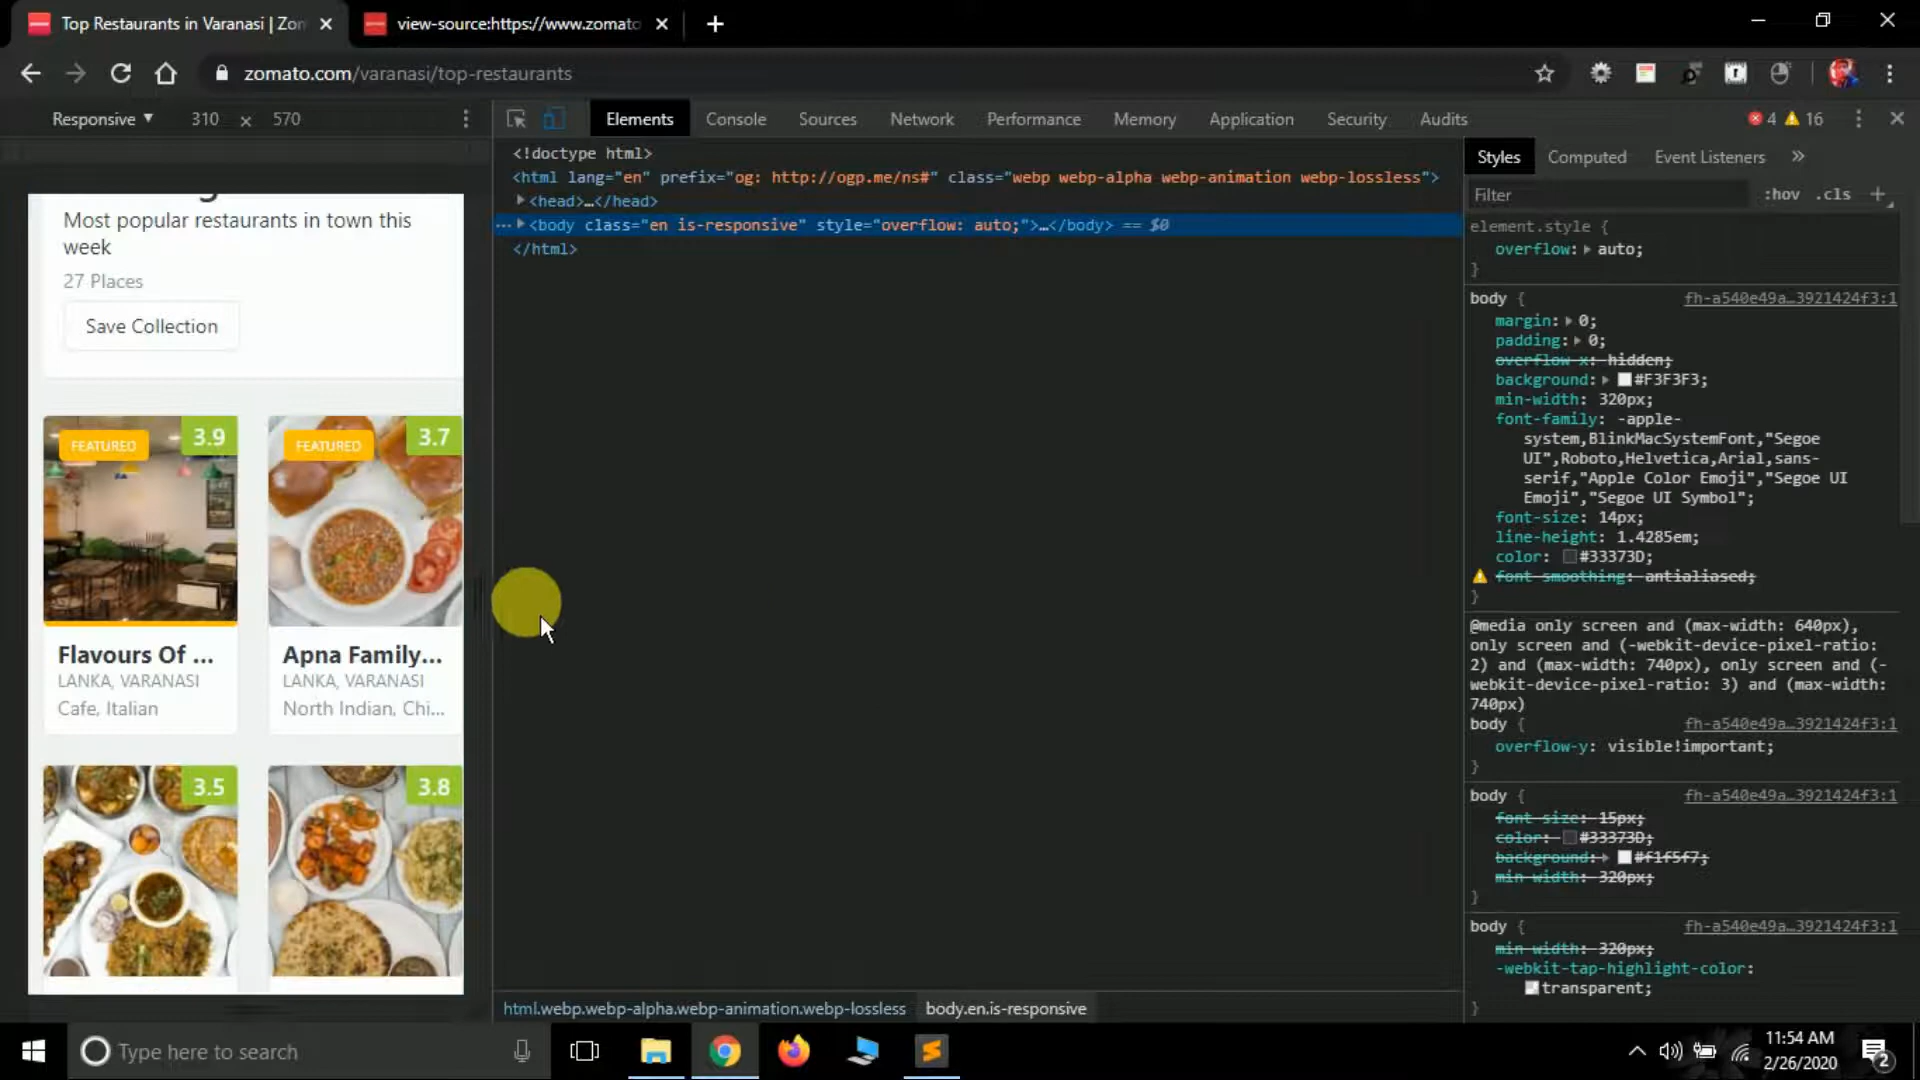 Top Restaurants in Varanasi | Zom
view-source:https://www.zomato
zomato.com/varanasi/top-restaurants
Responsive ▼ 310 x 570
Most popular restaurants in town this
week
27 Places
Save Collection
FEATURED
3.9
FEATURED
3.7
Flavours Of ...
LANKA, VARANASI
Cafe, Italian
Apna Family...
LANKA, VARANASI
North Indian, Chi...
3.5
3.8
Elements Console Sources Network Performance Memory Application Security Audits
4 16
<!doctype html>
<html lang="en" prefix="og: http://ogp.me/ns#" class="webp webp-alpha webp-animation webp-lossless">
<head>…</head>
<body class="en is-responsive" style="overflow: auto;">…</body> == $0
</html>
html.webp.webp-alpha.webp-animation.webp-lossless body.en.is-responsive
Styles Computed Event Listeners »
Filter :hov .cls +
element.style {
overflow: auto;
}
body { fh-a540e49a…3921424f3:1
margin: 0;
padding: 0;
overflow-x: hidden;
background: #F3F3F3;
min-width: 320px;
font-family: -apple-
system,BlinkMacSystemFont,"Segoe
UI",Roboto,Helvetica,Arial,sans-
serif,"Apple Color Emoji","Segoe UI
Emoji","Segoe UI Symbol";
font-size: 14px;
line-height: 1.4285em;
color: #33373D;
font-smoothing: antialiased;
}
@media only screen and (max-width: 640px),
only screen and (-webkit-device-pixel-ratio:
2) and (max-width: 740px), only screen and (-
webkit-device-pixel-ratio: 3) and (max-width:
740px)
body { fh-a540e49a…3921424f3:1
overflow-y: visible!important;
}
body { fh-a540e49a…3921424f3:1
font-size: 15px;
color: #33373D;
background: #f1f5f7;
min-width: 320px;
}
body { fh-a540e49a…3921424f3:1
min-width: 320px;
-webkit-tap-highlight-color:
transparent;
}
Type here to search
11:54 AM
2/26/2020
2